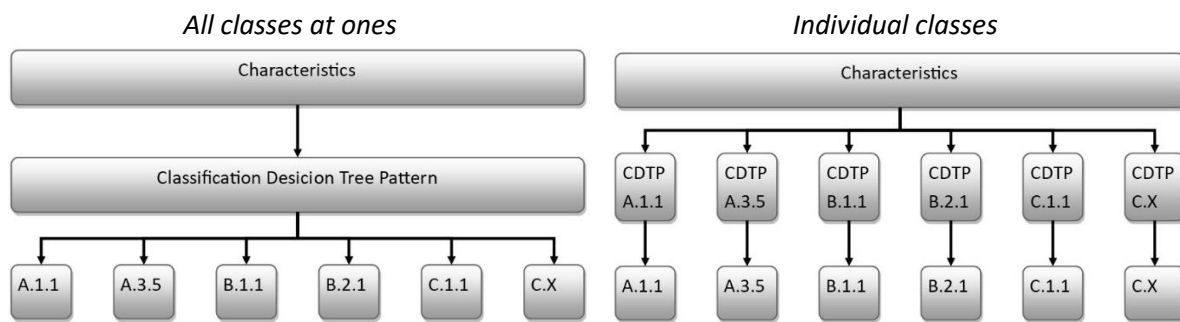 All classes at ones
Characteristics
Classification Desicion Tree Pattern
A.1.1 A.3.5 B.1.1 B.2.1 C.1.1 C.X
Individual classes
Characteristics
CDTP CDTP CDTP CDTP CDTP CDTP
A.1.1 A.3.5 B.1.1 B.2.1 C.1.1 C.X
A.1.1 A.3.5 B.1.1 B.2.1 C.1.1 C.X